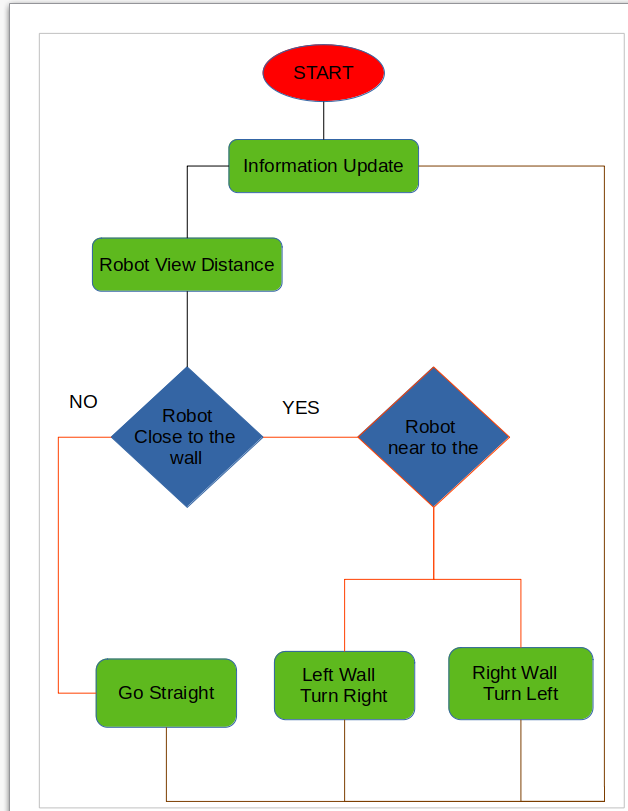 START
Information Update
Robot View Distance
NO
YES
Robot
Close to the
wall
Robot
near to the
Go Straight
Left Wall
Turn Right
Right Wall
Turn Left